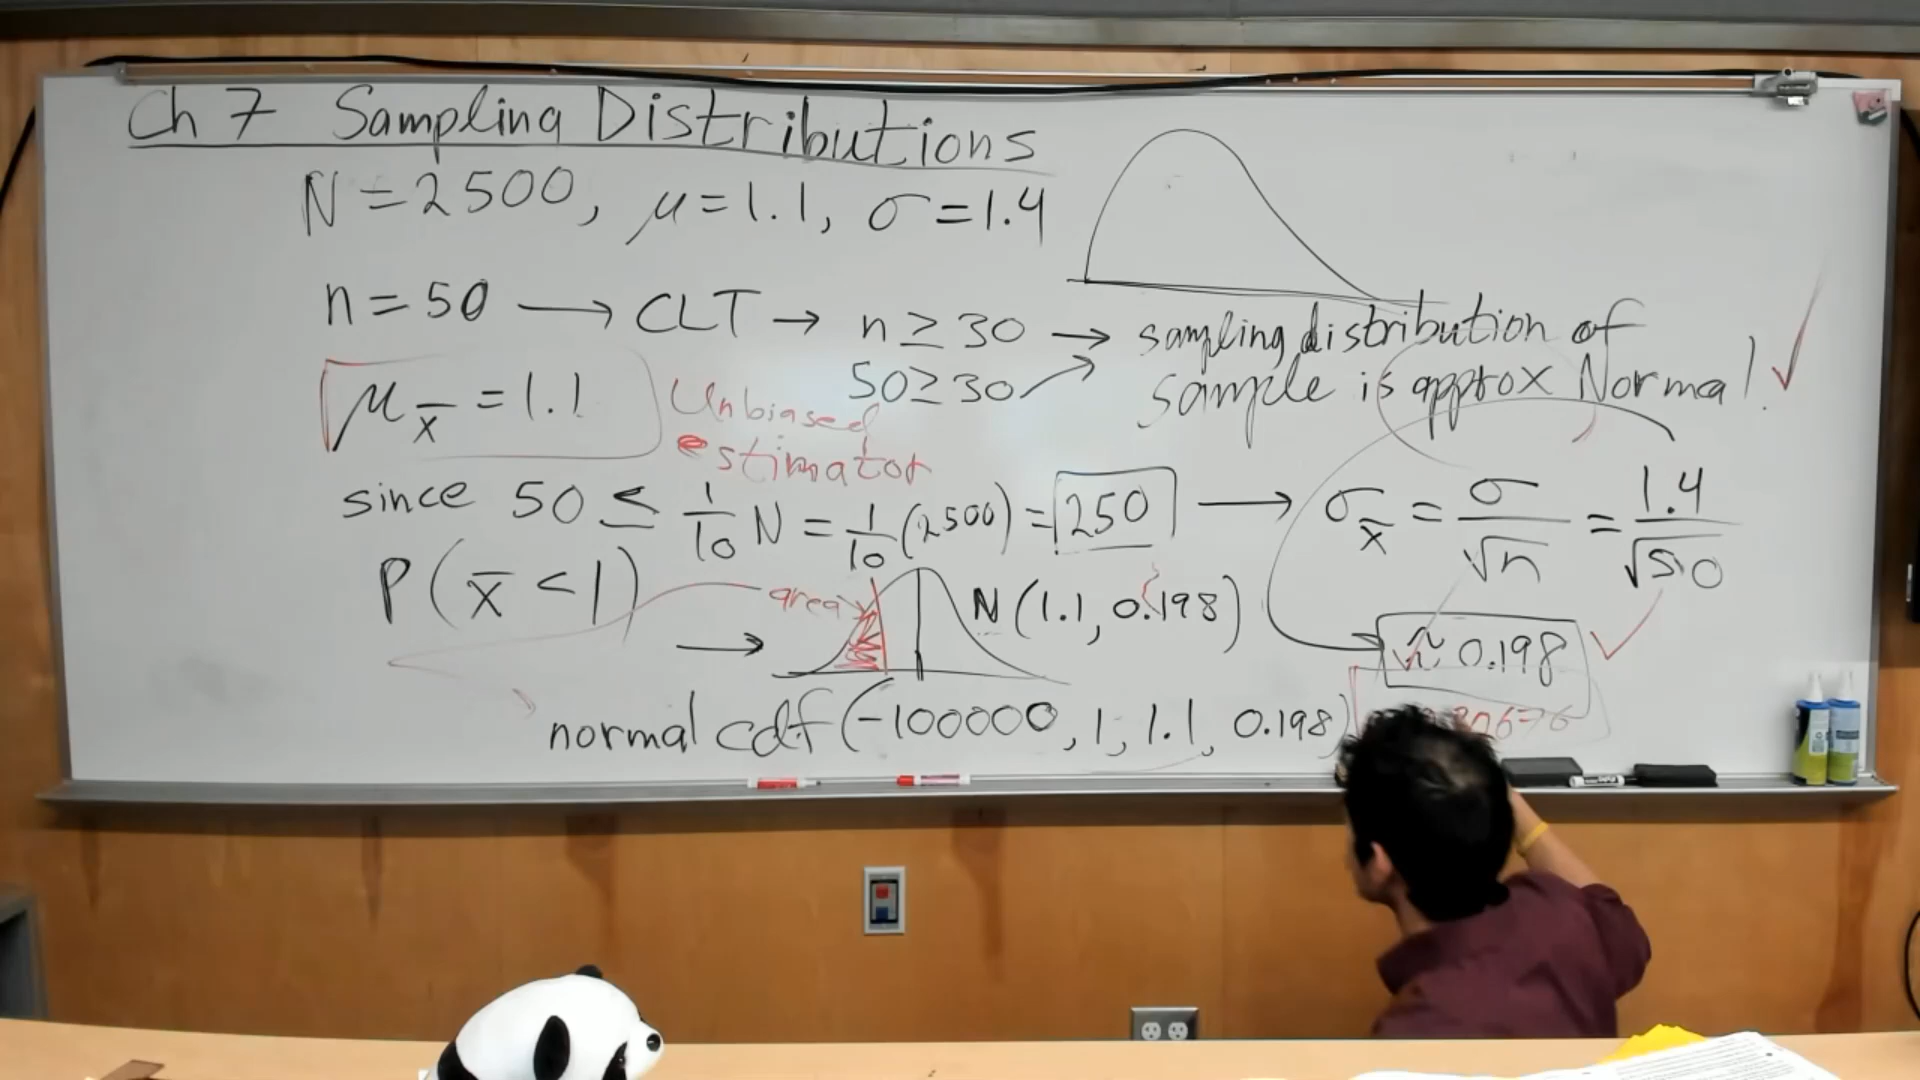 Ch 7 Sampling Distributions
N = 2500, μ = 1.1, σ = 1.4
n = 50 → CLT → n ≥ 30 → sampling distribution of
50 ≥ 30 ↗ sample is approx Normal! ✓
μ_x̄ = 1.1 Unbiased
estimator
since 50 ≤ 1/10 N = 1/10 (2500) = 250 → σ_x̄ = σ/√n = 1.4/√50
P(x̄ < 1) → area N(1.1, 0.198) ≈ 0.198 ✓
normal cdf (-100000, 1, 1.1, 0.198)